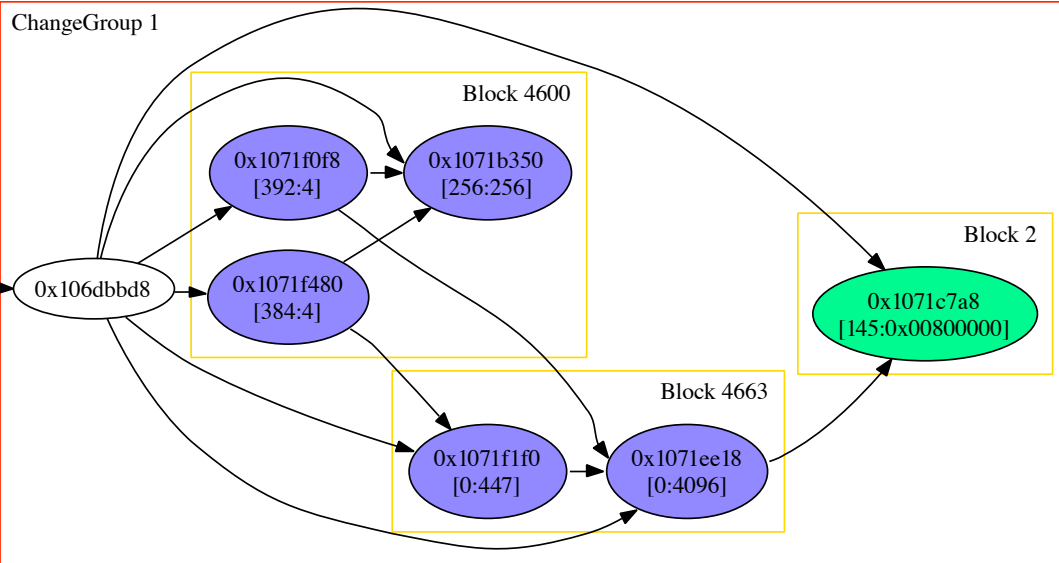 ChangeGroup 1
Block 4600
0x1071f0f8
[392:4]
0x1071b350
[256:256]
0x1071f480
[384:4]
0x106dbbd8
Block 2
0x1071c7a8
[145:0x00800000]
Block 4663
0x1071f1f0
[0:447]
0x1071ee18
[0:4096]